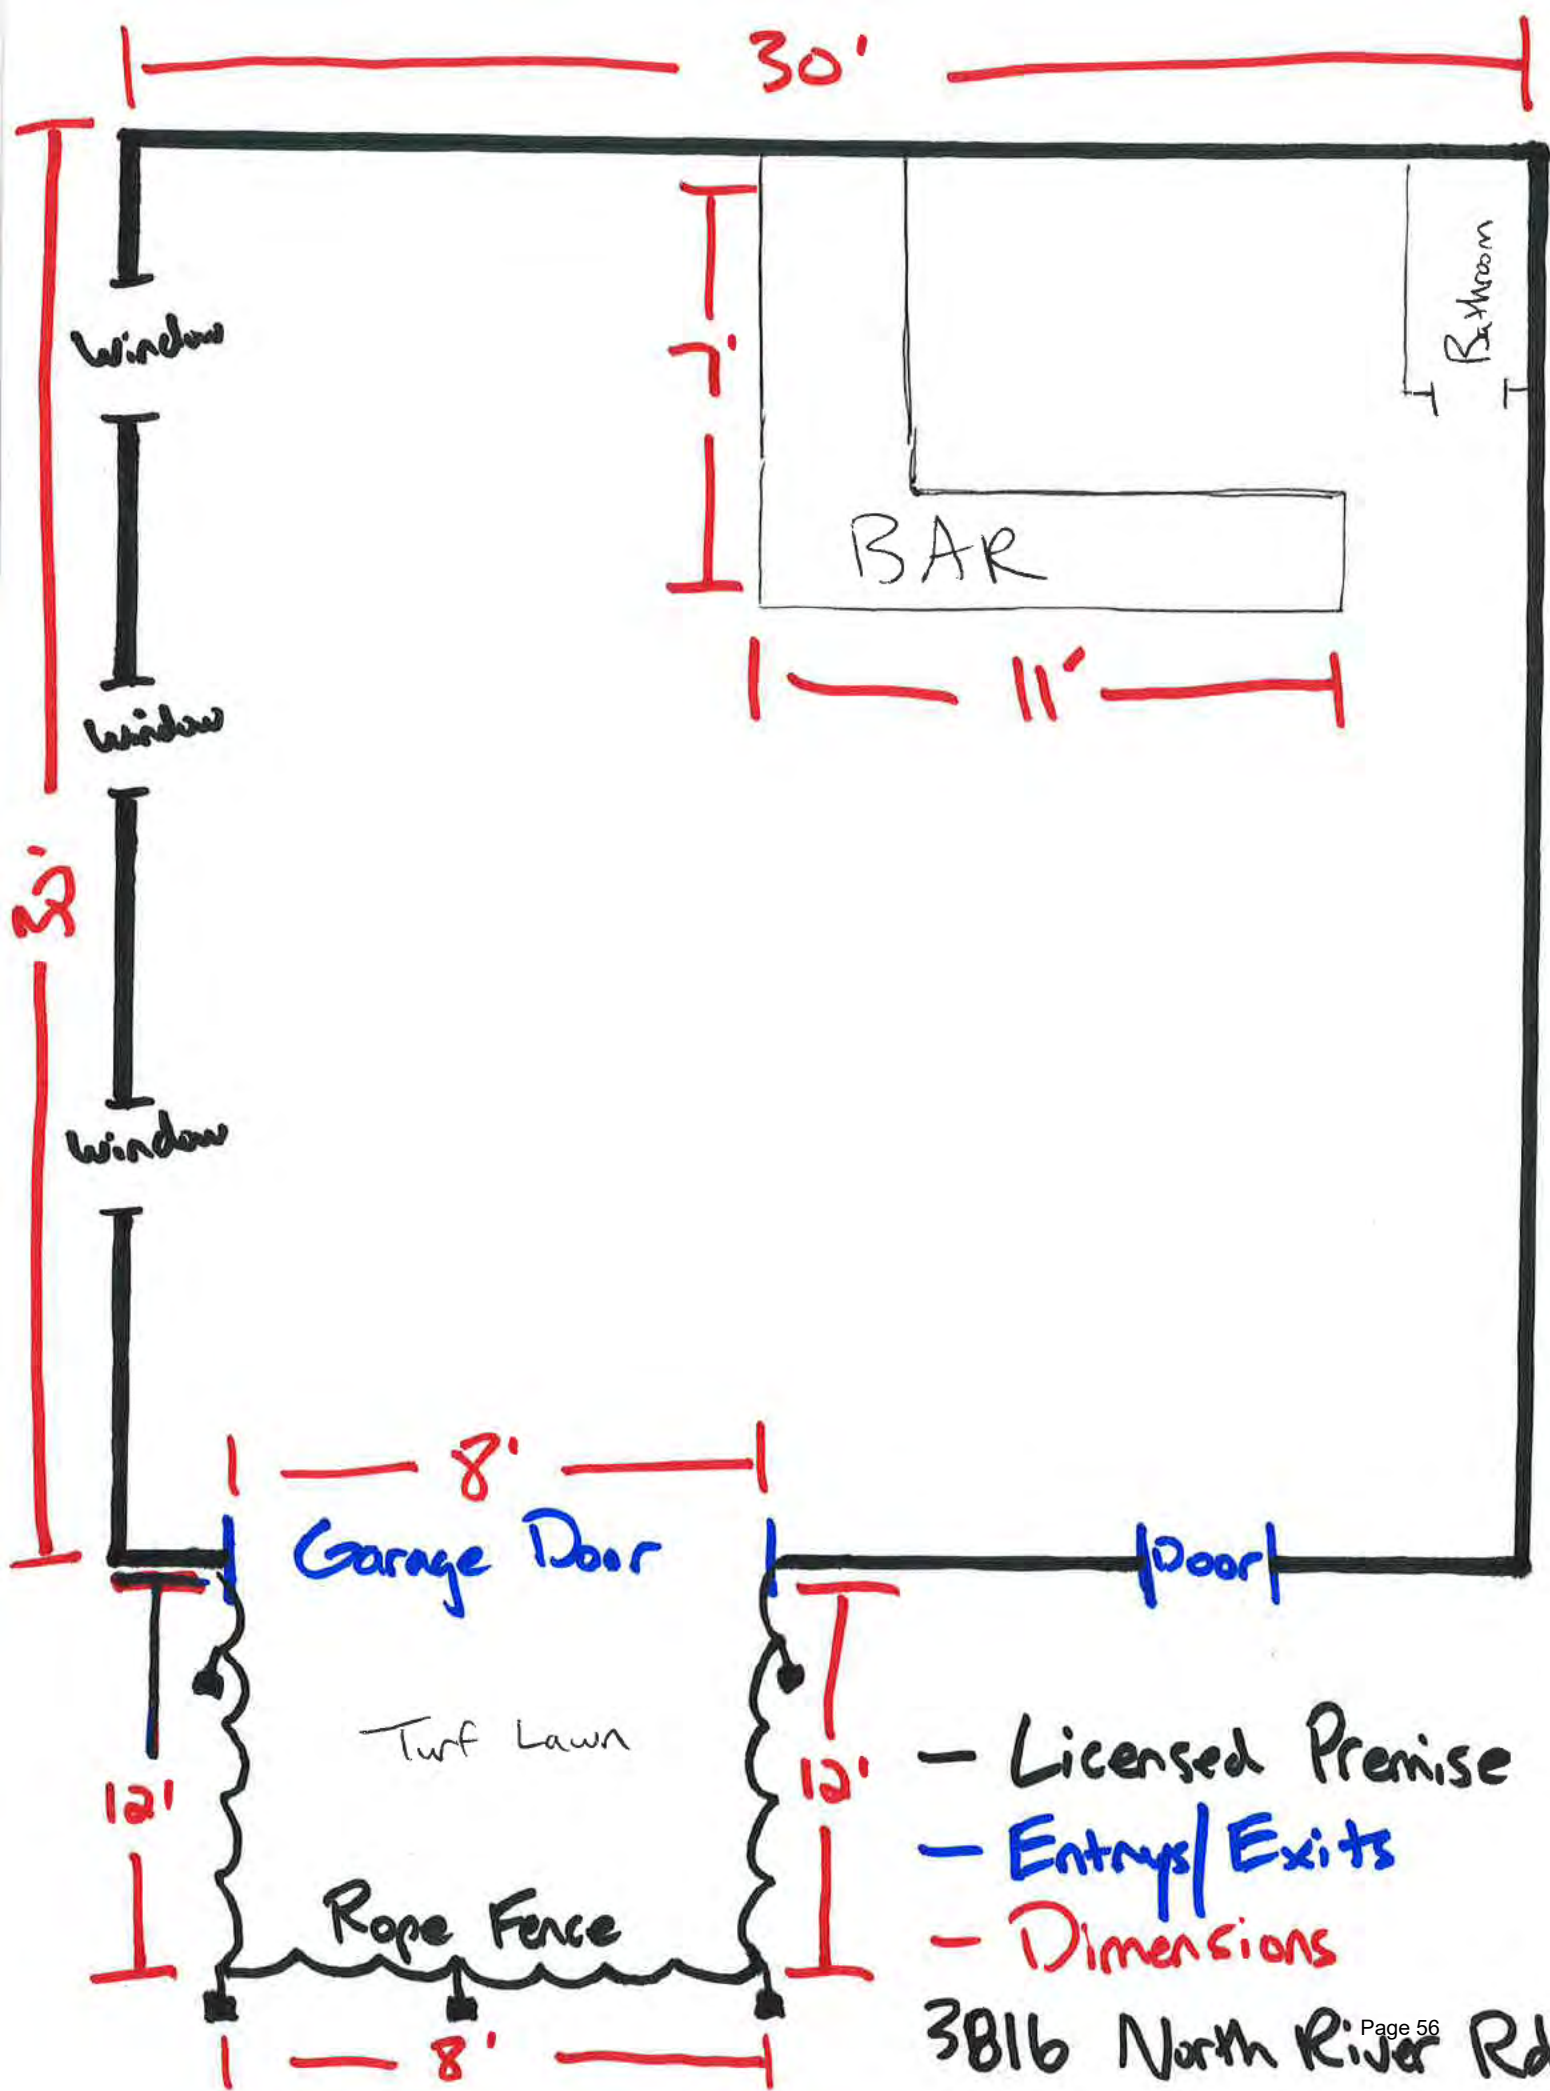 30'
Bathroom
Window
7'
BAR
11'
Window
30'
Window
8'
Garage Door
Door
Turf Lawn
12'
12'
Rope Fence
8'
— Licensed Premise
— Entrys/Exits
— Dimensions
3816 North River Rd
Page 56